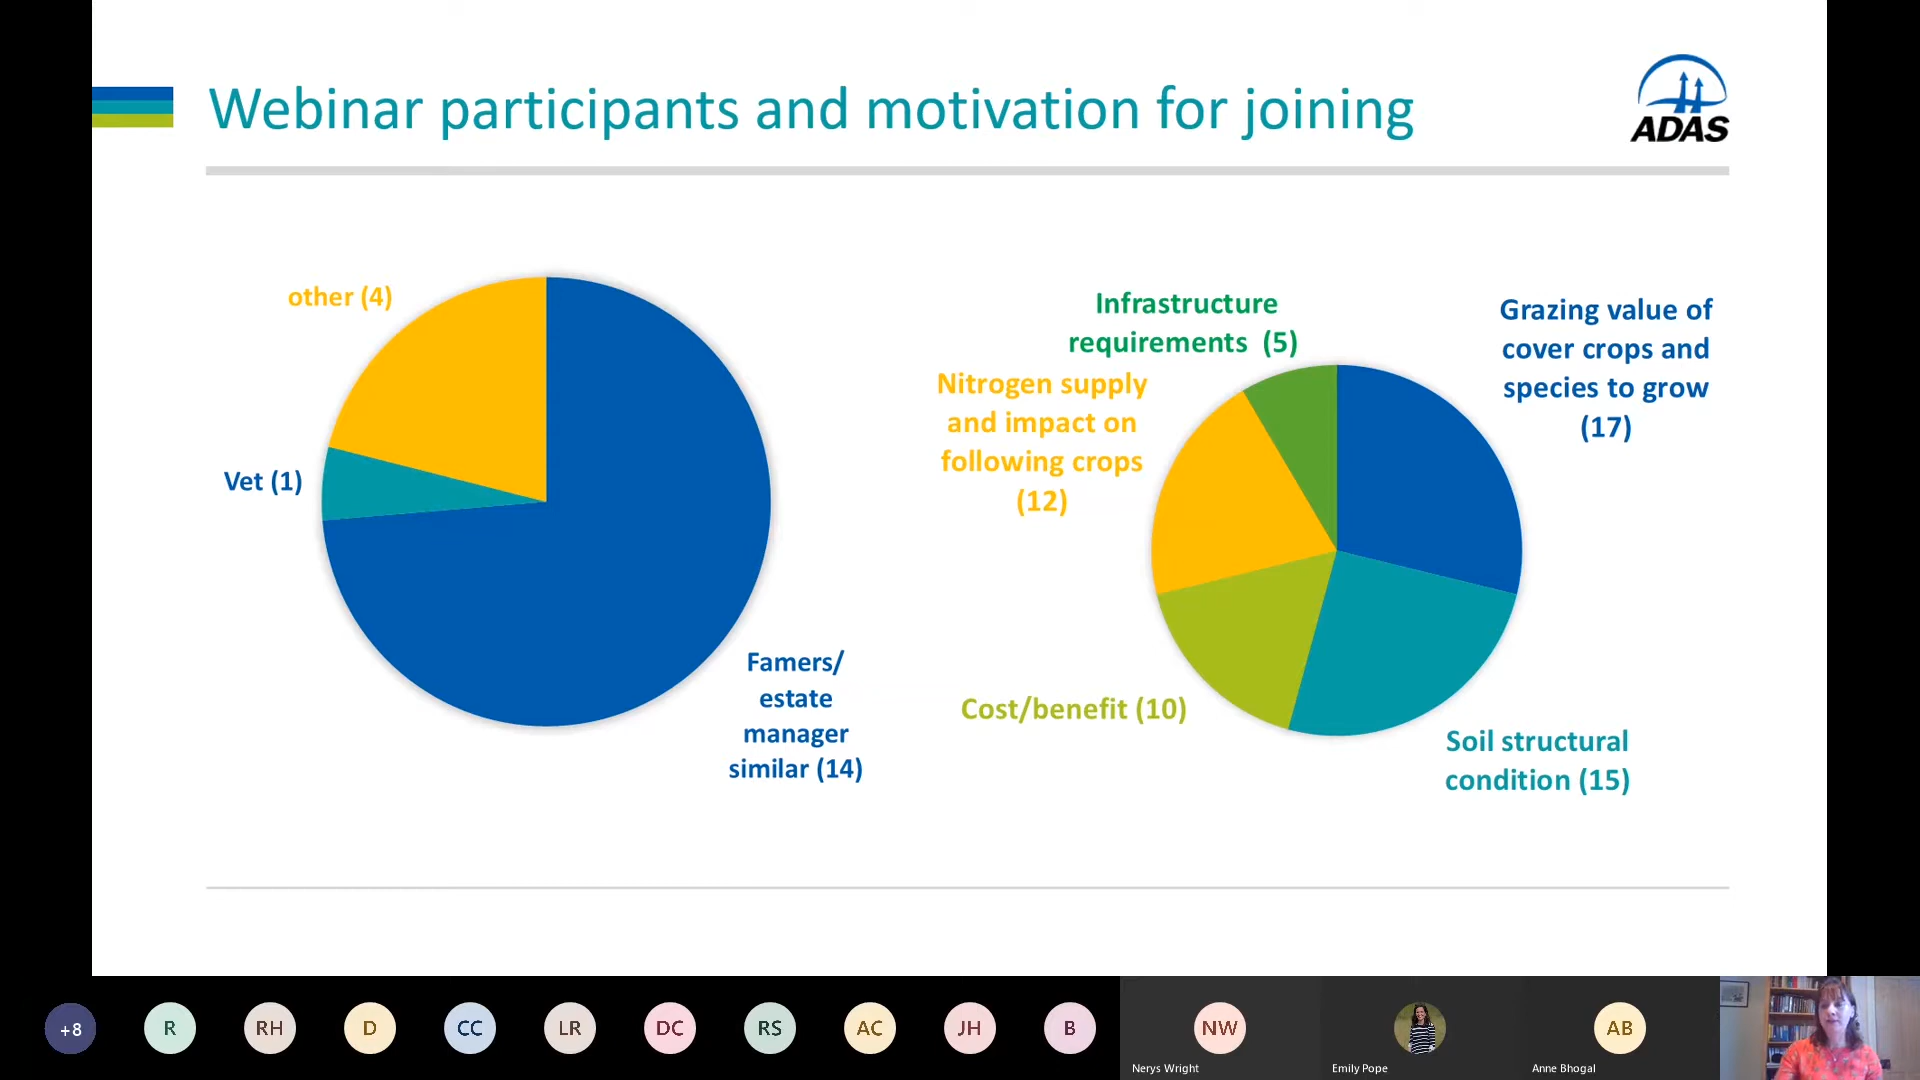 Webinar participants and motivation for joining
ADAS
other (4)
Vet (1)
Famers/
estate
manager
similar (14)
Infrastructure
requirements (5)
Nitrogen supply
and impact on
following crops
(12)
Cost/benefit (10)
Grazing value of
cover crops and
species to grow
(17)
Soil structural
condition (15)
+8
R
RH
D
CC
LR
DC
RS
AC
JH
B
NW
AB
Nerys Wright
Emily Pope
Anne Bhogal